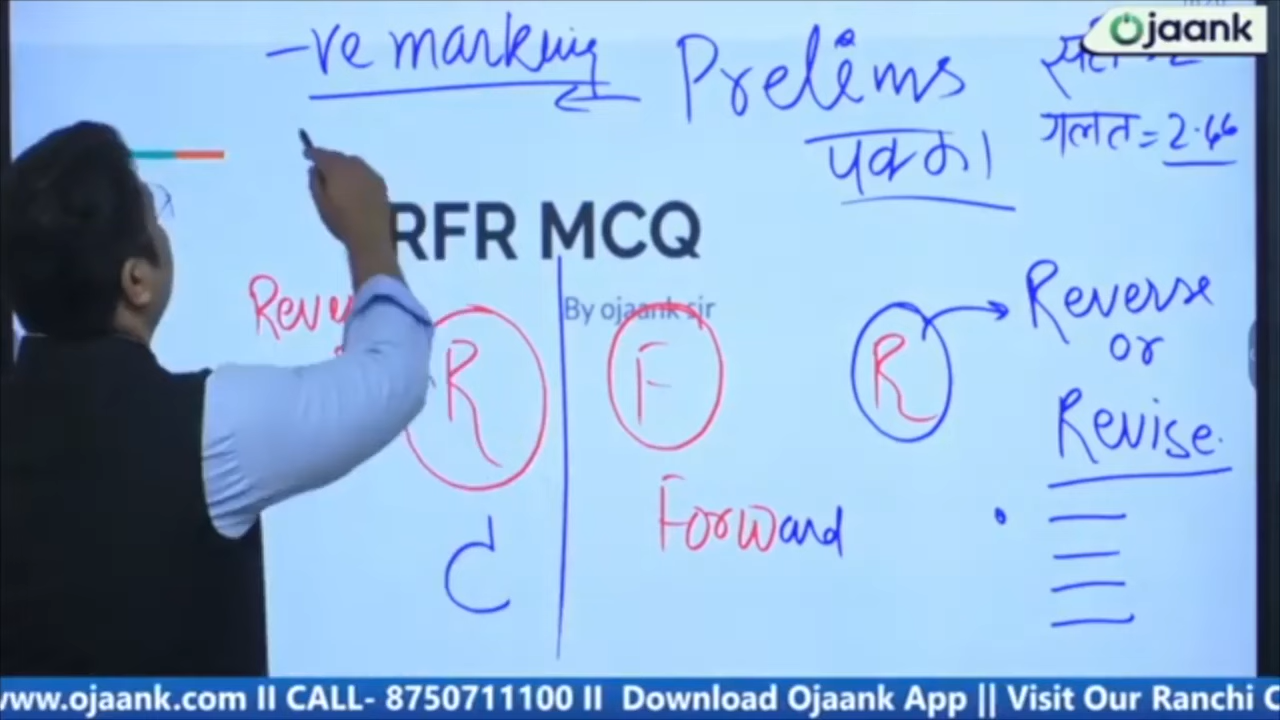 Ojaank
-ve marking
Prelims
गलत = 2.66
पक्का
RFR MCQ
By ojaank sir
R
F
R
Reverse
or
Revise.
Forward
C
www.ojaank.com II CALL- 8750711100 II Download Ojaank App || Visit Our Ranchi C